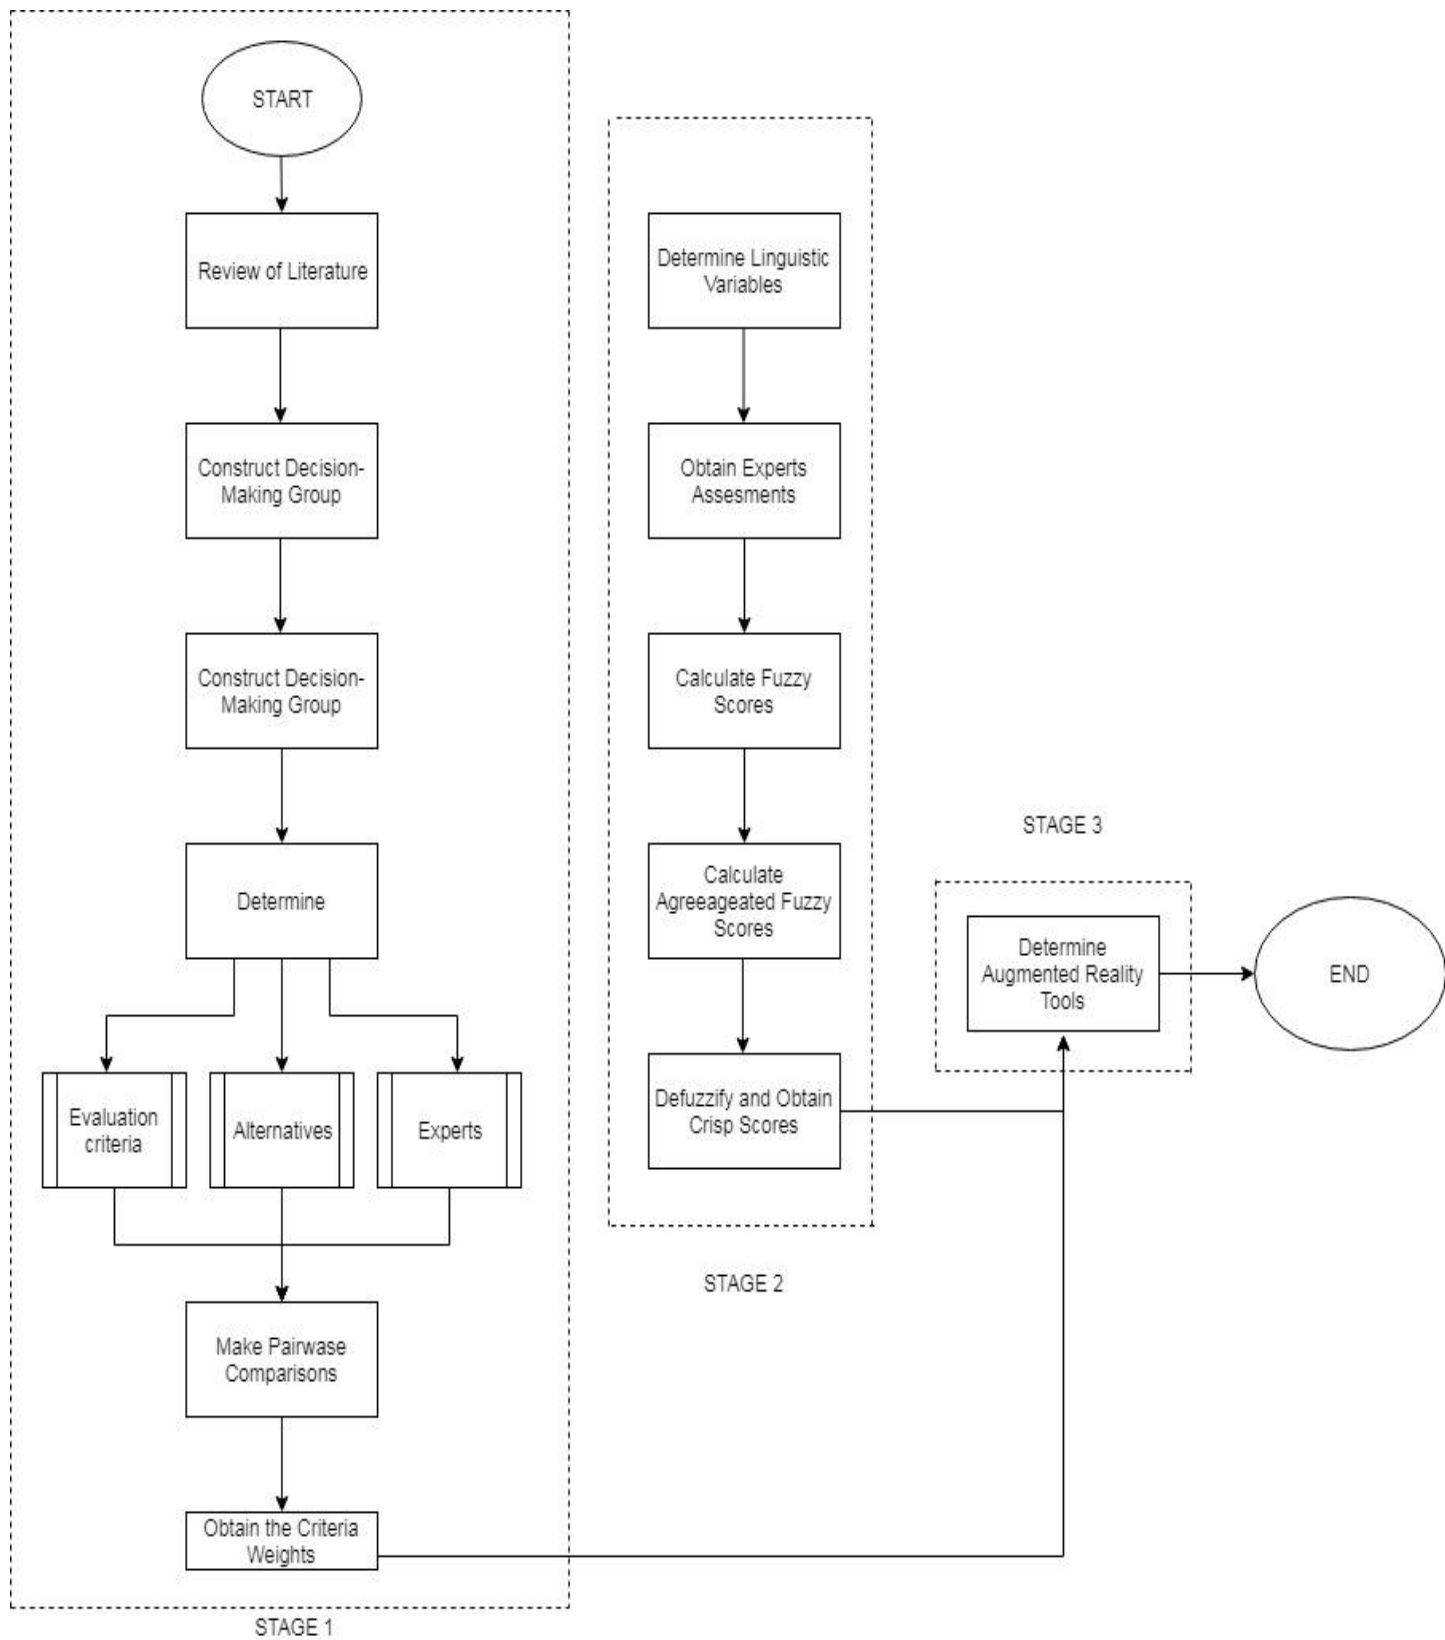 START
Review of Literature
Construct Decision-
Making Group
Construct Decision-
Making Group
Determine
Evaluation
criteria
Alternatives
Experts
Make Pairwase
Comparisons
Obtain the Criteria
Weights
STAGE 1
Determine Linguistic
Variables
Obtain Experts
Assesments
Calculate Fuzzy
Scores
Calculate
Agreeageated Fuzzy
Scores
Defuzzify and Obtain
Crisp Scores
STAGE 2
STAGE 3
Determine
Augmented Reality
Tools
END